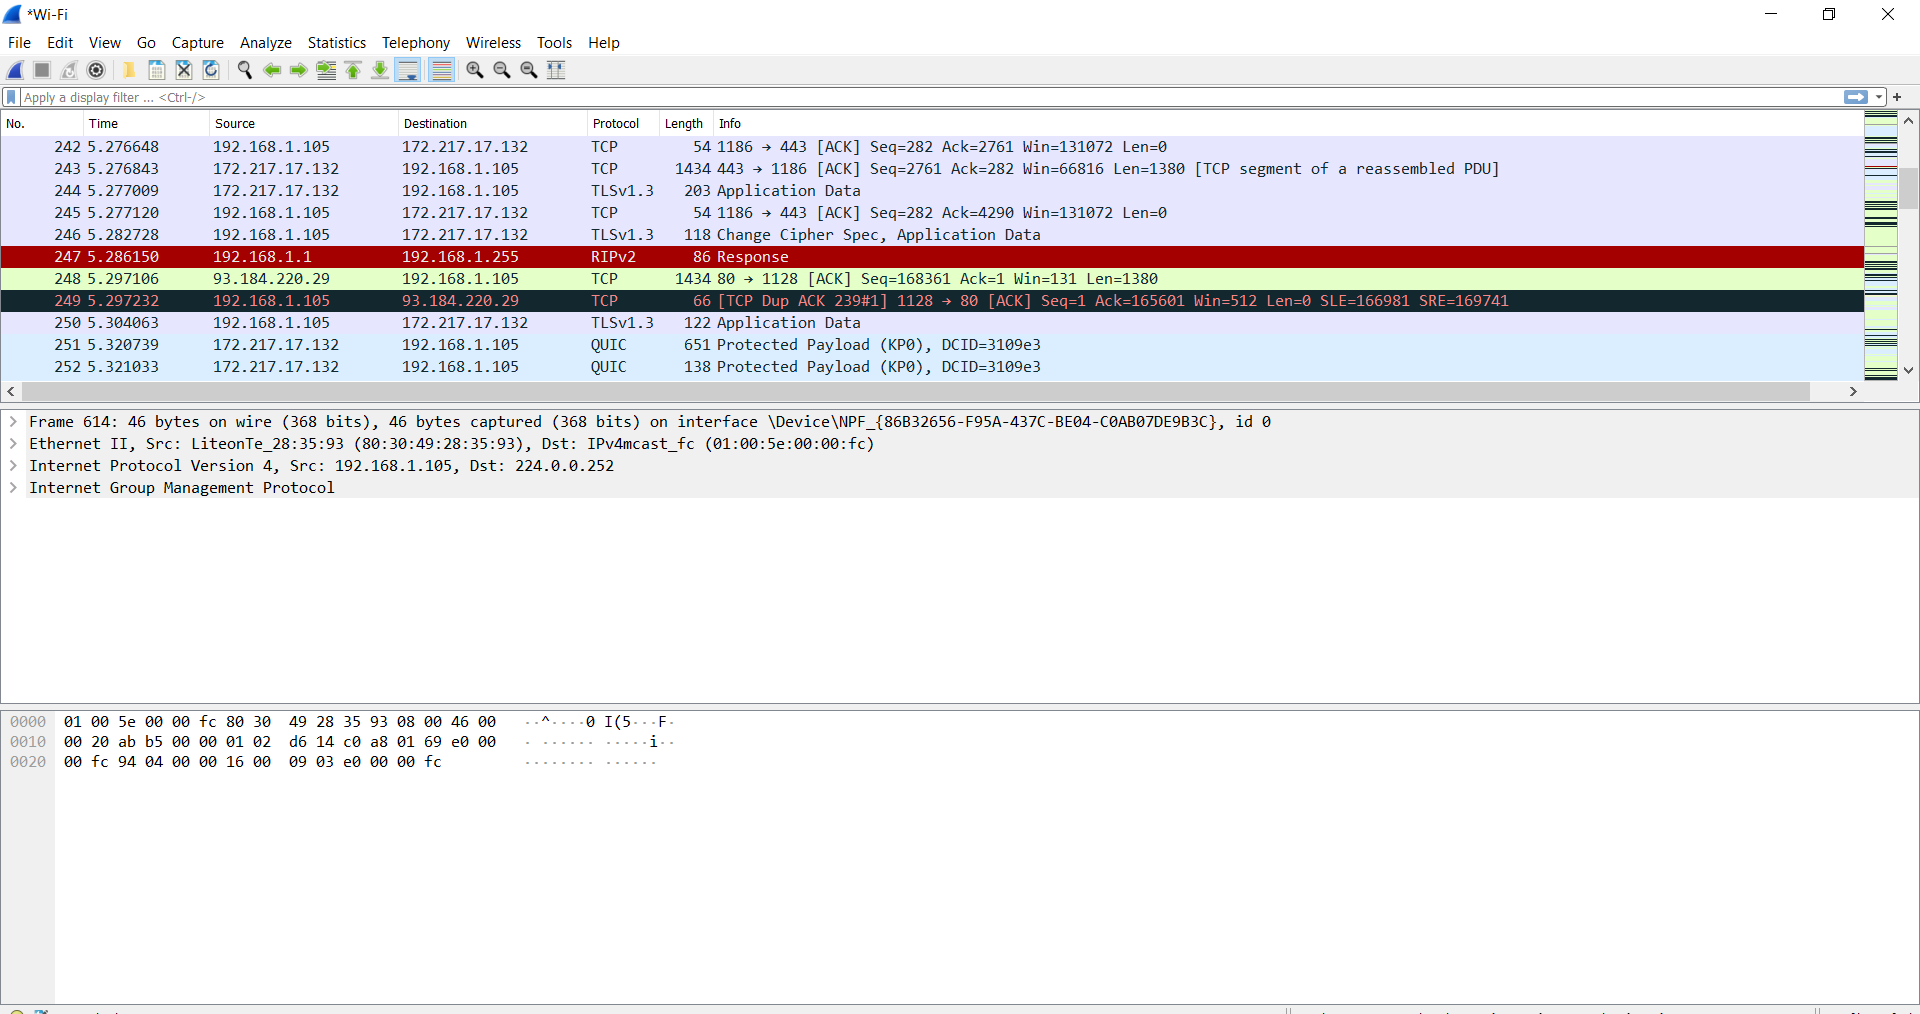 *Wi-Fi
File Edit View Go Capture Analyze Statistics Telephony Wireless Tools Help
Apply a display filter ... <Ctrl-/>
No. Time Source Destination Protocol Length Info
242 5.276648 192.168.1.105 172.217.17.132 TCP 54 1186 → 443 [ACK] Seq=282 Ack=2761 Win=131072 Len=0
243 5.276843 172.217.17.132 192.168.1.105 TCP 1434 443 → 1186 [ACK] Seq=2761 Ack=282 Win=66816 Len=1380 [TCP segment of a reassembled PDU]
244 5.277009 172.217.17.132 192.168.1.105 TLSv1.3 203 Application Data
245 5.277120 192.168.1.105 172.217.17.132 TCP 54 1186 → 443 [ACK] Seq=282 Ack=4290 Win=131072 Len=0
246 5.282728 192.168.1.105 172.217.17.132 TLSv1.3 118 Change Cipher Spec, Application Data
247 5.286150 192.168.1.1 192.168.1.255 RIPv2 86 Response
248 5.297106 93.184.220.29 192.168.1.105 TCP 1434 80 → 1128 [ACK] Seq=168361 Ack=1 Win=131 Len=1380
249 5.297232 192.168.1.105 93.184.220.29 TCP 66 [TCP Dup ACK 239#1] 1128 → 80 [ACK] Seq=1 Ack=165601 Win=512 Len=0 SLE=166981 SRE=169741
250 5.304063 192.168.1.105 172.217.17.132 TLSv1.3 122 Application Data
251 5.320739 172.217.17.132 192.168.1.105 QUIC 651 Protected Payload (KP0), DCID=3109e3
252 5.321033 172.217.17.132 192.168.1.105 QUIC 138 Protected Payload (KP0), DCID=3109e3
Frame 614: 46 bytes on wire (368 bits), 46 bytes captured (368 bits) on interface \Device\NPF_{86B32656-F95A-437C-BE04-C0AB07DE9B3C}, id 0
Ethernet II, Src: LiteonTe_28:35:93 (80:30:49:28:35:93), Dst: IPv4mcast_fc (01:00:5e:00:00:fc)
Internet Protocol Version 4, Src: 192.168.1.105, Dst: 224.0.0.252
Internet Group Management Protocol
0000 01 00 5e 00 00 fc 80 30 49 28 35 93 08 00 46 00 ··^····0 I(5···F·
0010 00 20 ab b5 00 00 01 02 d6 14 c0 a8 01 69 e0 00 · ······ ·····i··
0020 00 fc 94 04 00 00 16 00 09 03 e0 00 00 fc ········ ······